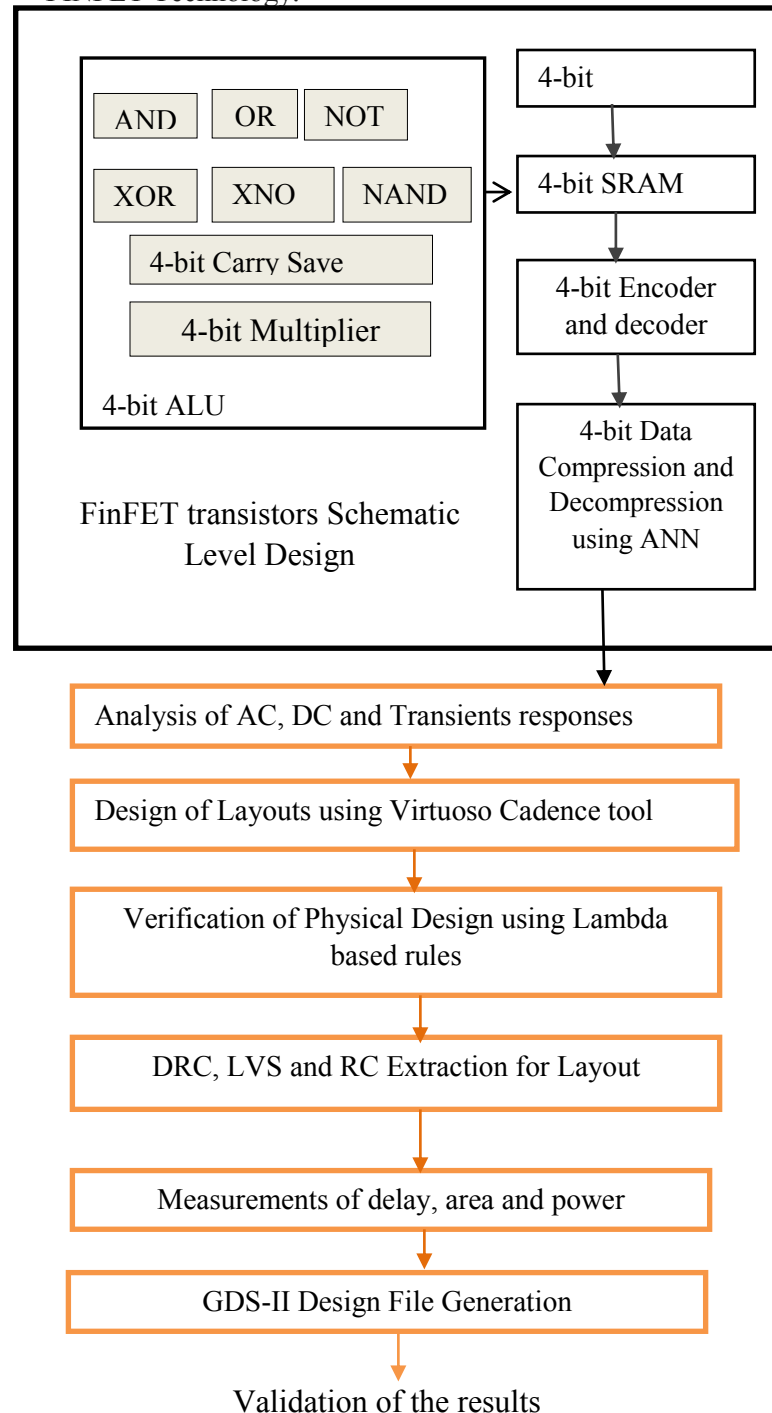 AND OR NOT
XOR XNO NAND
4-bit Carry Save
4-bit Multiplier
4-bit ALU
FinFET transistors Schematic
Level Design
4-bit
4-bit SRAM
4-bit Encoder
and decoder
4-bit Data
Compression and
Decompression
using ANN
Analysis of AC, DC and Transients responses
Design of Layouts using Virtuoso Cadence tool
Verification of Physical Design using Lambda
based rules
DRC, LVS and RC Extraction for Layout
Measurements of delay, area and power
GDS-II Design File Generation
Validation of the results